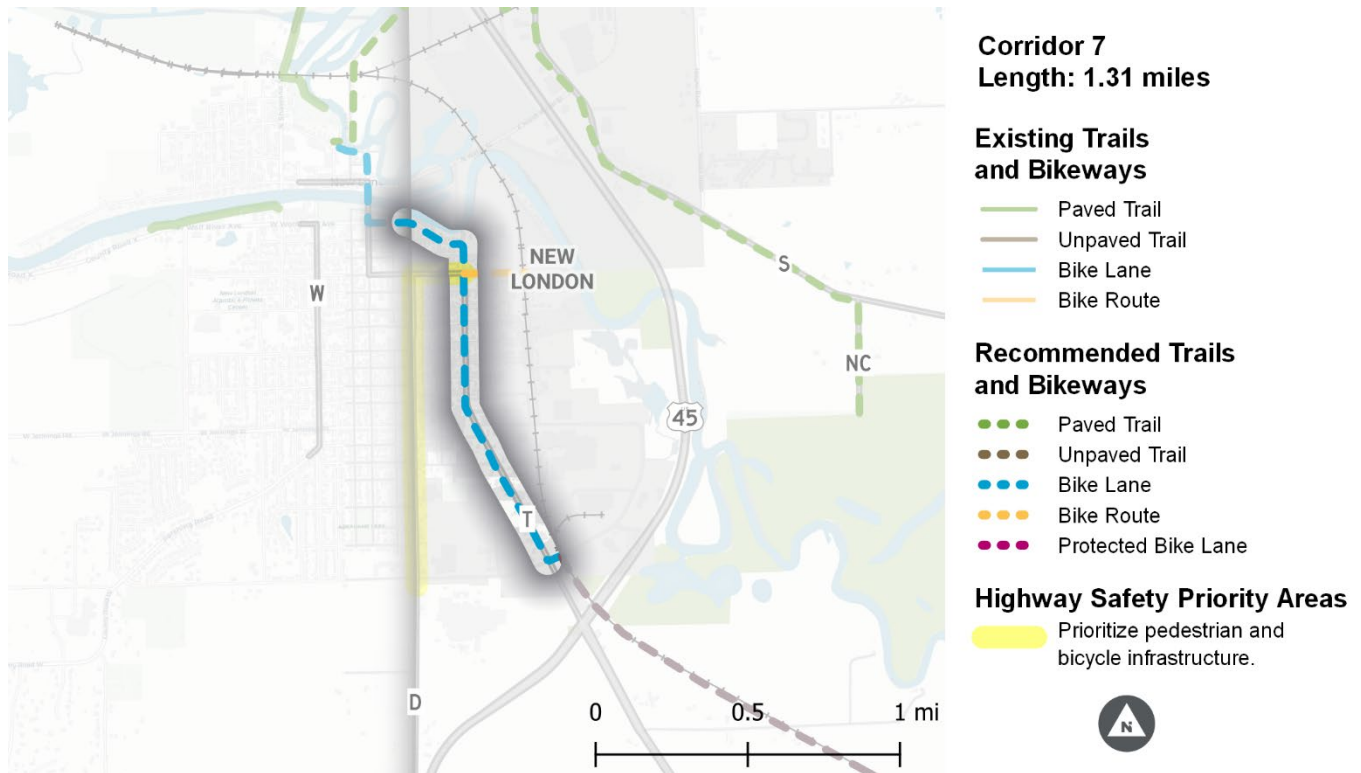 Corridor 7
Length: 1.31 miles
Existing Trails
and Bikeways
Paved Trail
Unpaved Trail
Bike Lane
Bike Route
Recommended Trails
and Bikeways
Paved Trail
Unpaved Trail
Bike Lane
Bike Route
Protected Bike Lane
Highway Safety Priority Areas
Prioritize pedestrian and
bicycle infrastructure.
N
NEW
LONDON
S
W
NC
45
T
D
0 0.5 1 mi